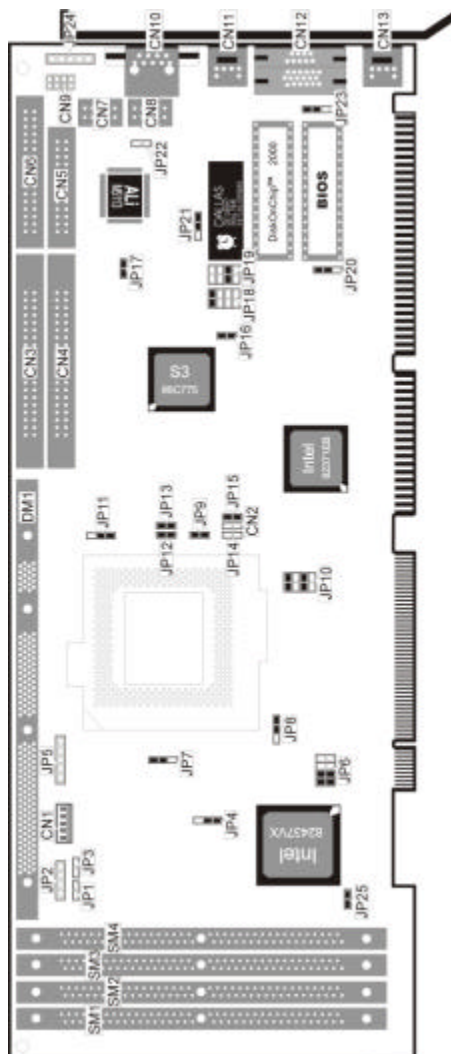 JP24
CN10
CN11
CN12
CN13
CN9
CN7
CN8
JP23
CN6
CN5
JP22
ALi
DiskOnChip™ 2000
BIOS
JP21
JP17
JP19
JP18
JP20
CN3
CN4
JP16
S3
86C775
Intel
DM1
JP11
JP13
JP12
JP9
JP15
CN2
JP14
JP10
JP5
JP7
JP8
JP6
CN1
JP4
Intel
82437VX
JP2
JP3
JP1
JP25
SM4
SM3
SM2
SM1